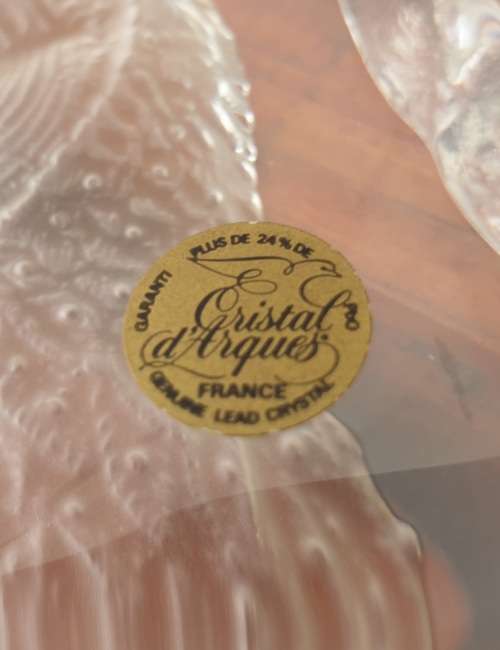 GARANTI PLUS DE 24% DE PbO
Cristal
d'Arques
FRANCE
GENUINE LEAD CRYSTAL